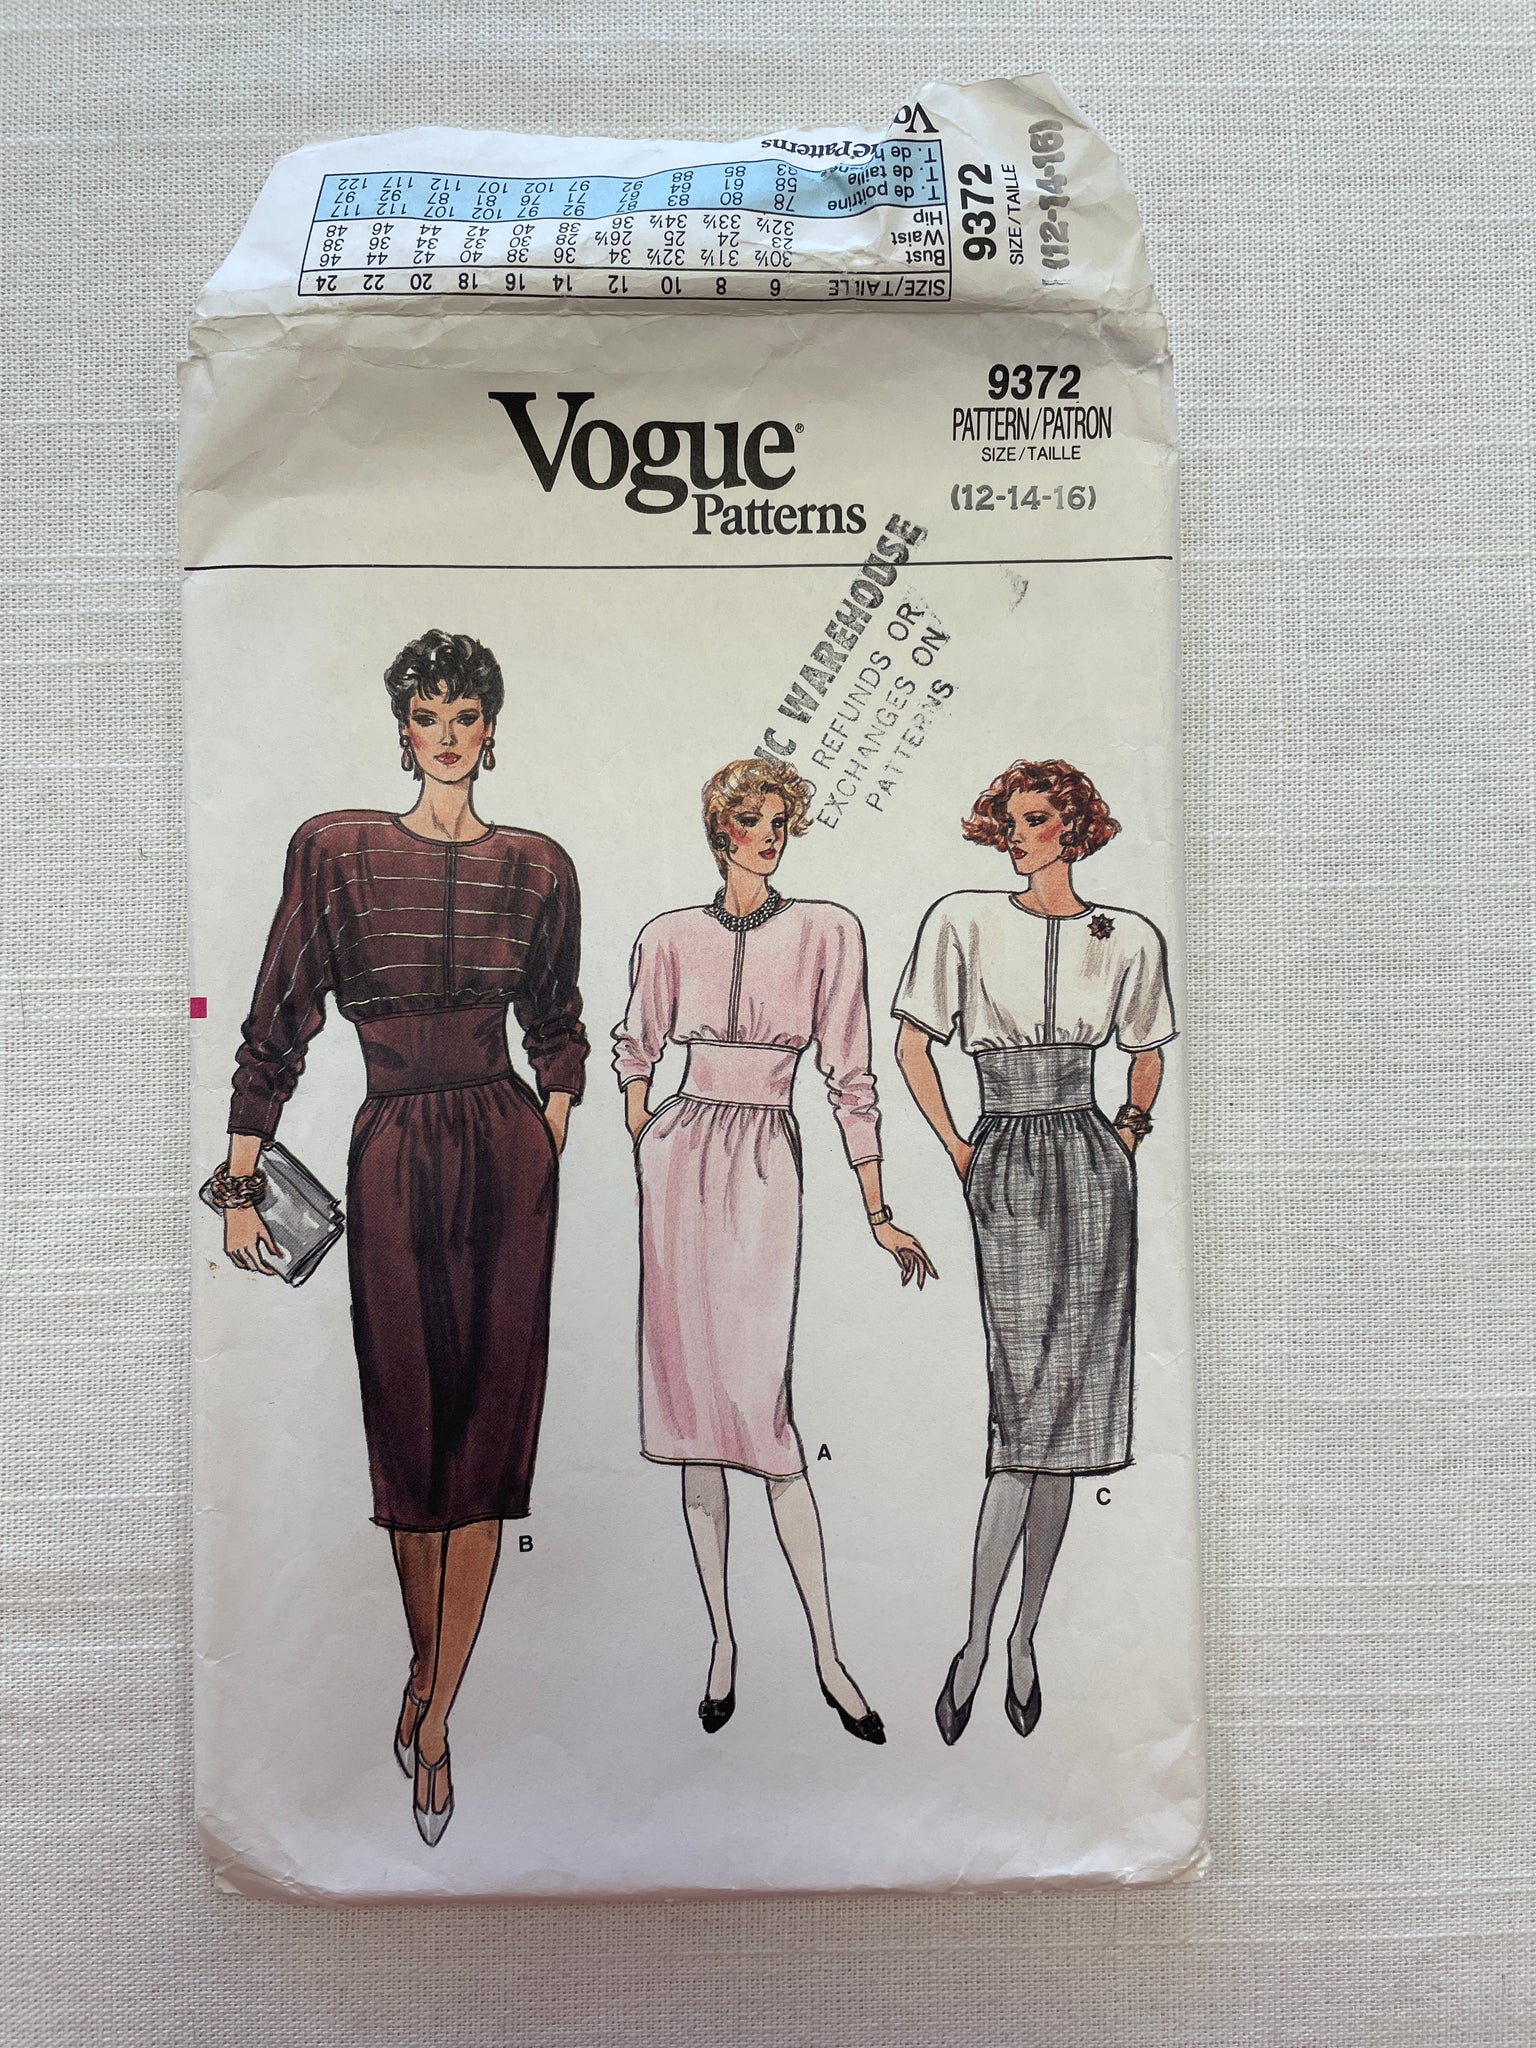 SIZE/TAILLE 6 8 10 12 14 16 18 20 22 24
Bust 30½ 31½ 32½ 34 36 38 40 42 44 46
Waist 23 24 25 26½ 28 30 32 34 36 38
Hip 32½ 33½ 34½ 36 38 40 42 44 46 48
T. de poitrine 78 80 83 87 92 97 102 107 112 117
T. de taille 58 61 64 67 71 76 81 87 92 97
T. de 85 88 92 97 102 107 112 117 122
Patterns
9372
SIZE/TAILLE
(12-14-16)
Vogue®
Patterns
9372
PATTERN/PATRON
SIZE/TAILLE
(12-14-16)
WAREHOUSE
REFUNDS OR
EXCHANGES ON
PATTERNS
B
A
C